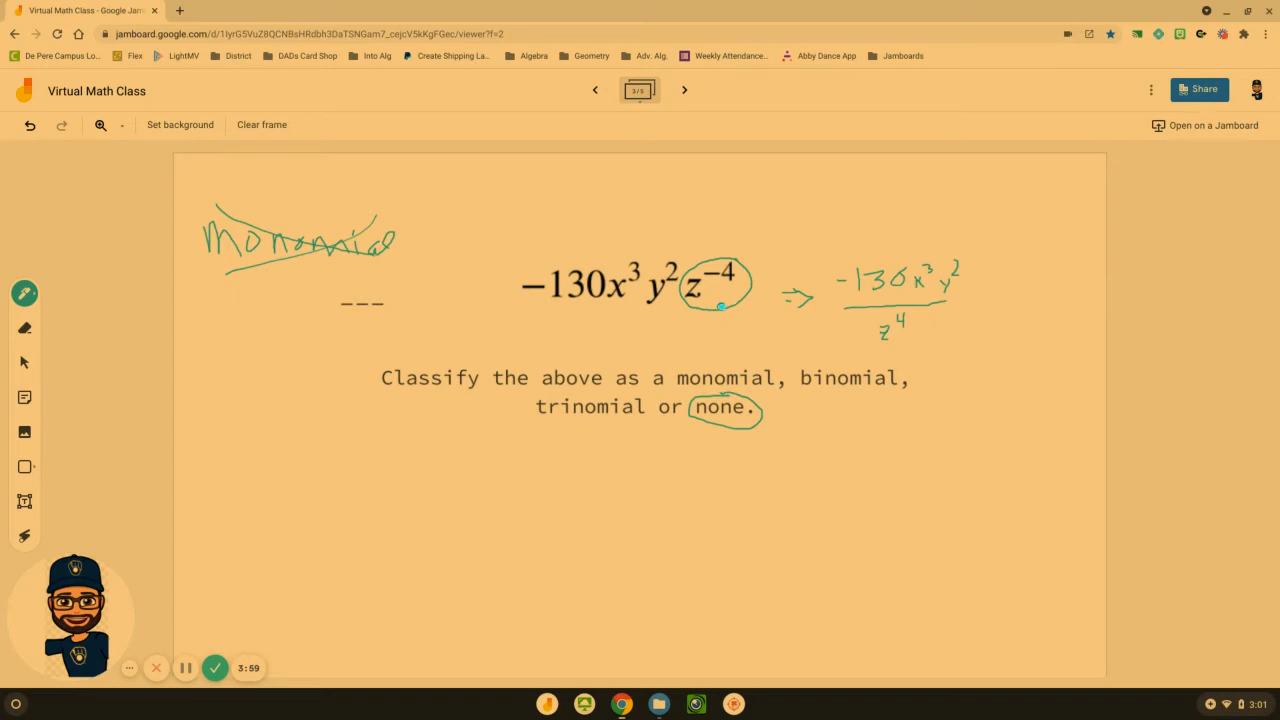 Virtual Math Class - Google Jam
jamboard.google.com/d/1IyrG5VuZ8QCNBsHRdbh3DaTSNGam7_cejcV5kKgFGec/viewer?f=2
De Pere Campus Lo... Flex LightMV District DADs Card Shop Into Alg Create Shipping La... Algebra Geometry Adv. Alg. Weekly Attendance... Abby Dance App Jamboards
Virtual Math Class
3/5
Share
Set background Clear frame
Open on a Jamboard
Monomial
---
−130x³ y² z⁻⁴ ⇒ -130x³y²
z⁴
Classify the above as a monomial, binomial,
trinomial or none.
3:59
3:01